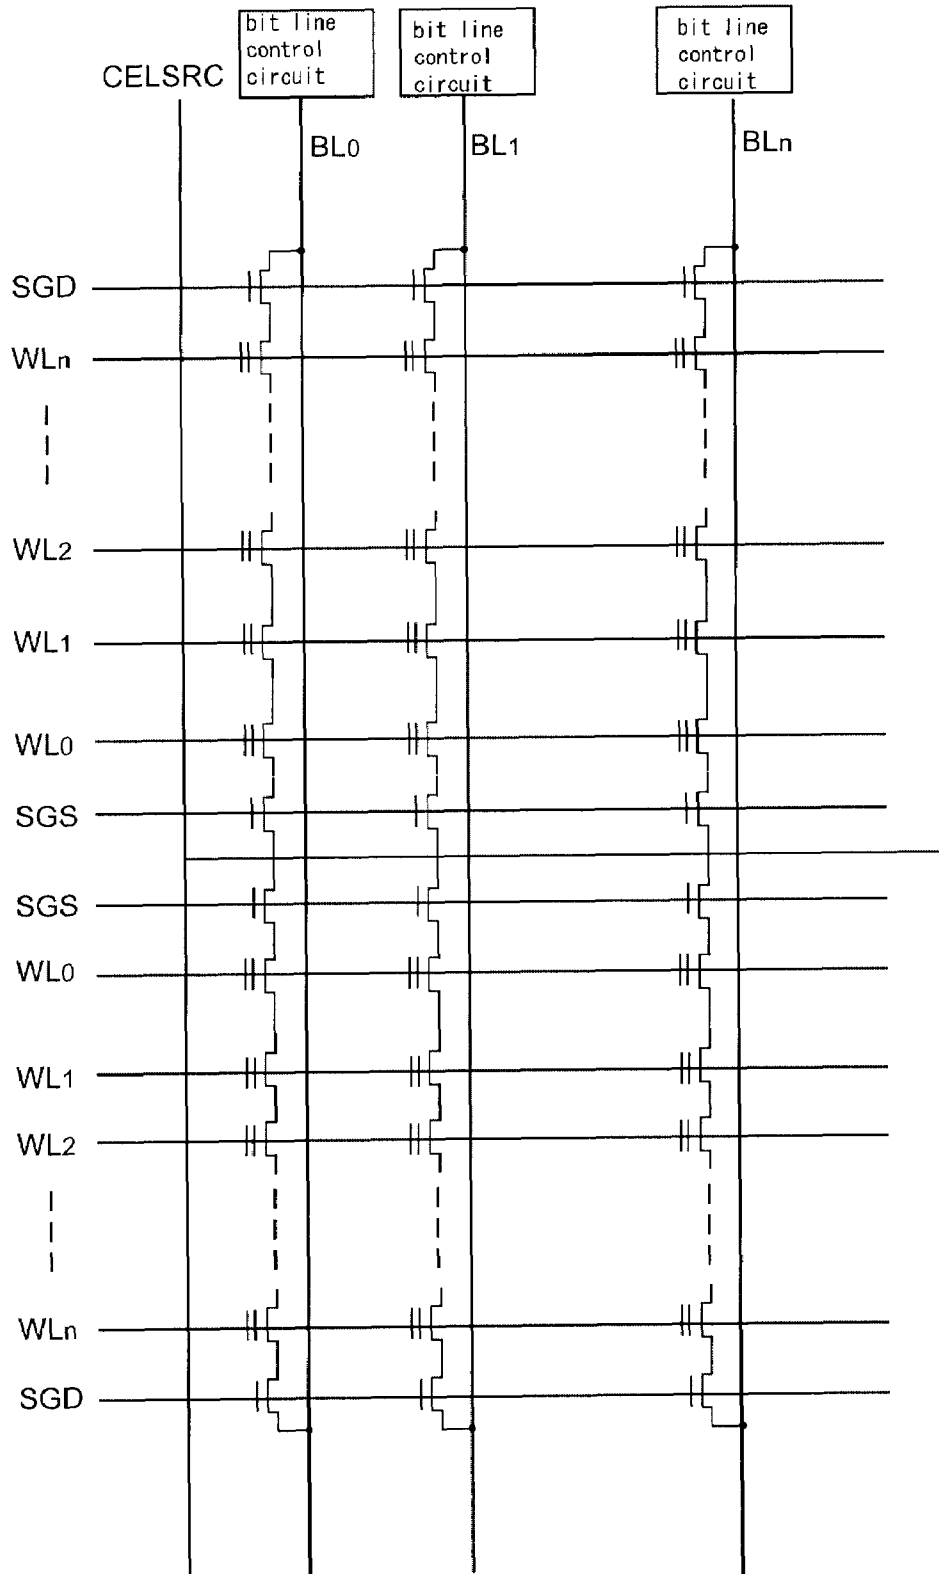 bit line
control
circuit
bit line
control
circuit
bit line
control
circuit
CELSRC
BL0
BL1
BLn
SGD
WLn
WL2
WL1
WL0
SGS
SGS
WL0
WL1
WL2
WLn
SGD